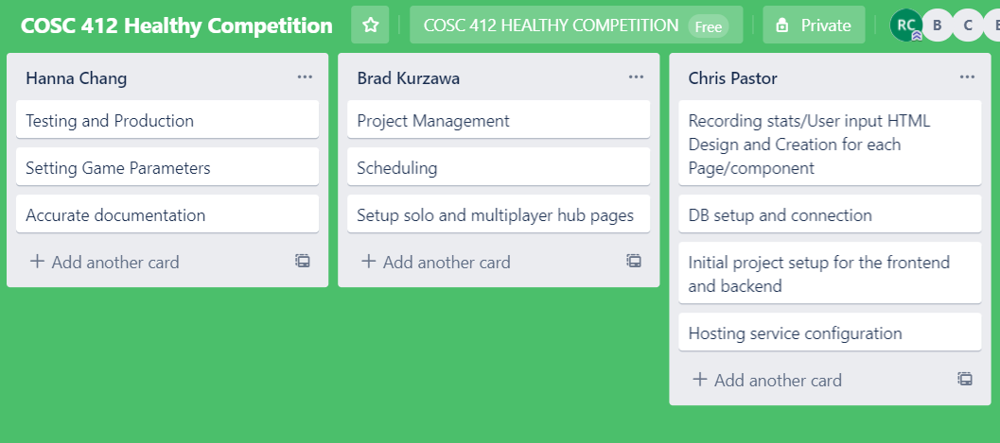 COSC 412 Healthy Competition
COSC 412 HEALTHY COMPETITION Free
Private
RC B C
Hanna Chang
Testing and Production
Setting Game Parameters
Accurate documentation
+ Add another card
Brad Kurzawa
Project Management
Scheduling
Setup solo and multiplayer hub pages
+ Add another card
Chris Pastor
Recording stats/User input HTML
Design and Creation for each
Page/component
DB setup and connection
Initial project setup for the frontend
and backend
Hosting service configuration
+ Add another card